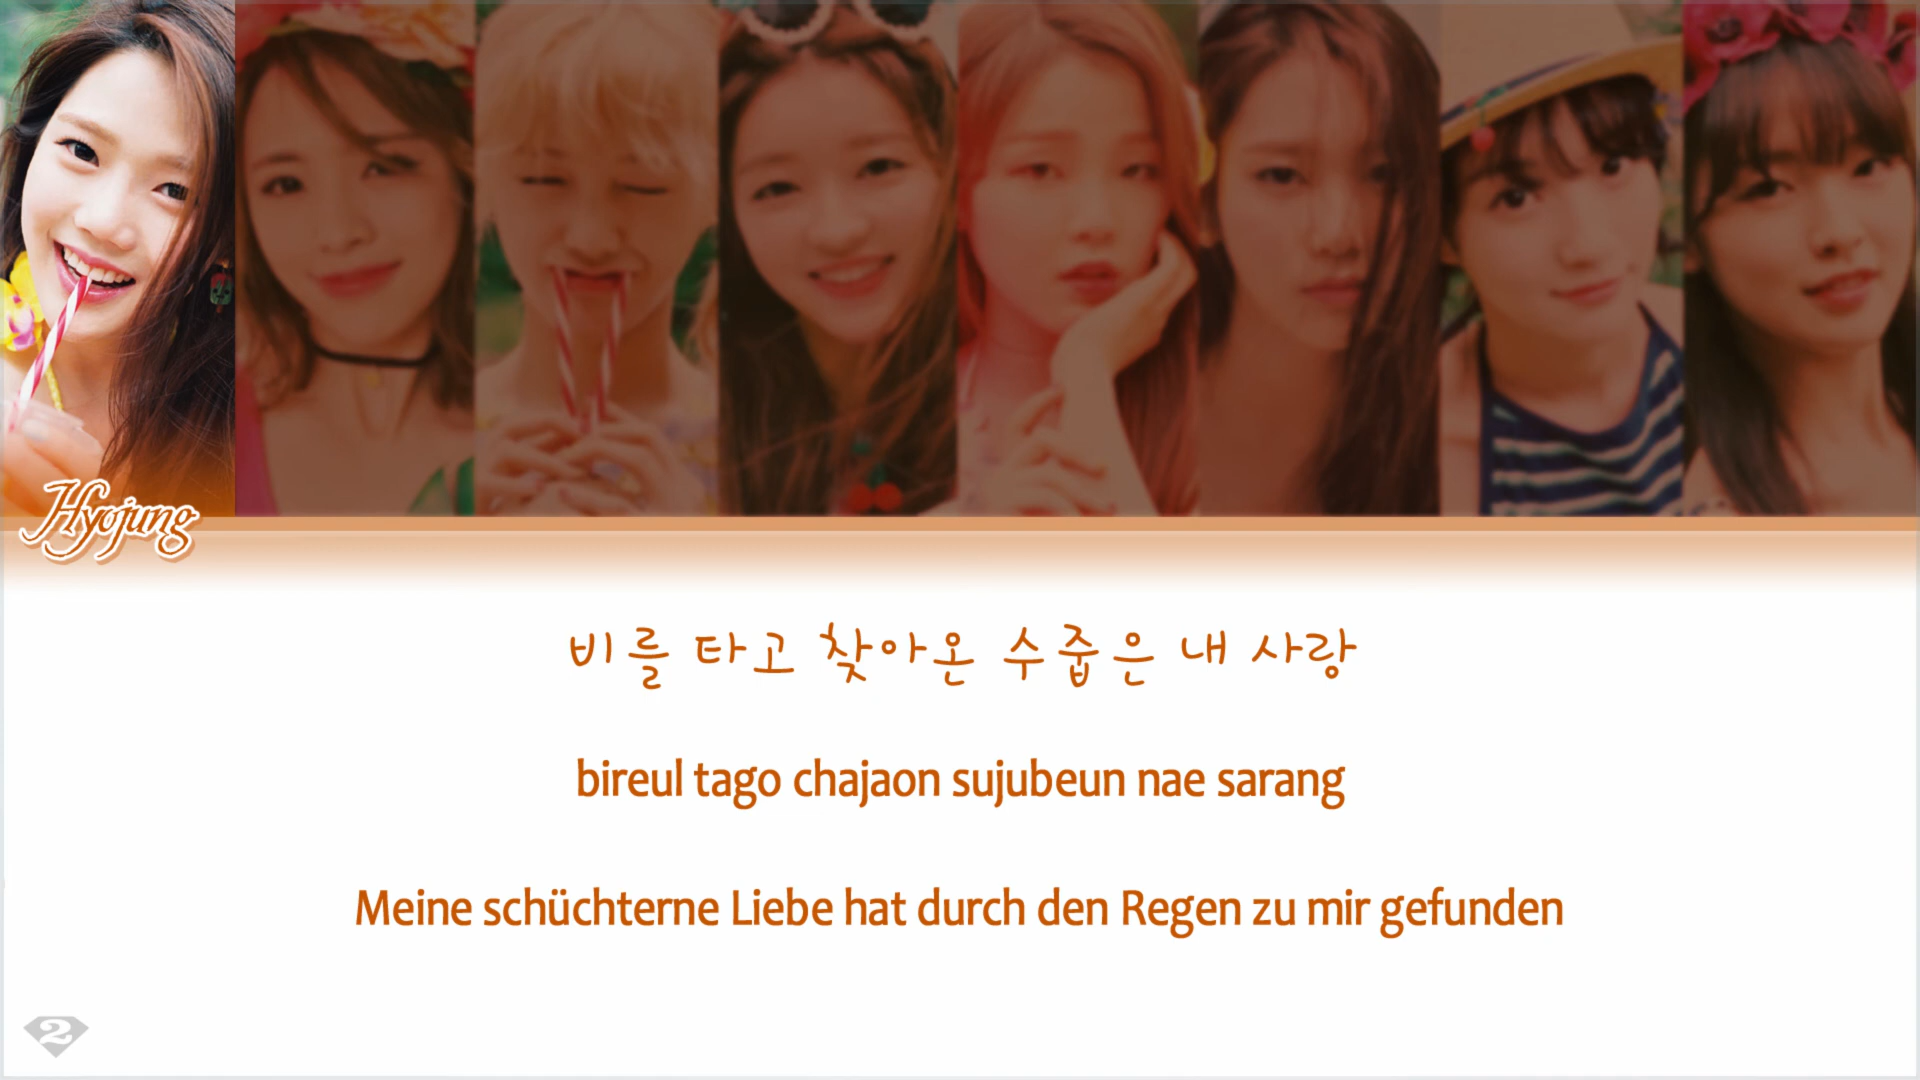 Hyojung
비를 타고 찾아온 수줍은 내 사랑
bireul tago chajaon sujubeun nae sarang
Meine schüchterne Liebe hat durch den Regen zu mir gefunden
2